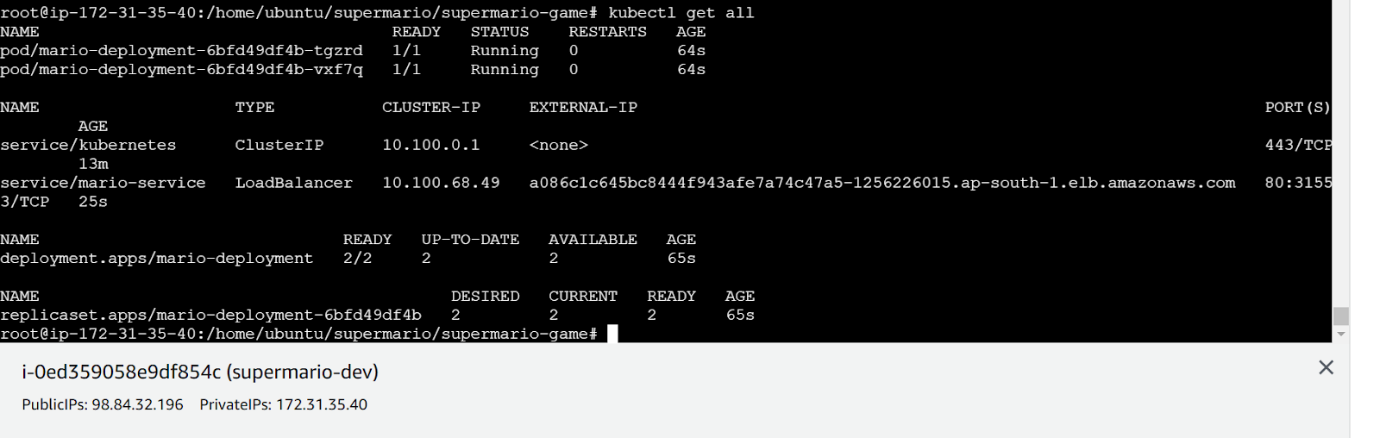 root@ip-172-31-35-40:/home/ubuntu/supermario/supermario-game# kubectl get all
NAME                                    READY   STATUS    RESTARTS   AGE
pod/mario-deployment-6bfd49df4b-tgzrd   1/1     Running   0          64s
pod/mario-deployment-6bfd49df4b-vxf7q   1/1     Running   0          64s
NAME                    TYPE           CLUSTER-IP     EXTERNAL-IP                                                                PORT(S)
        AGE
service/kubernetes      ClusterIP      10.100.0.1     <none>                                                                     443/TCP
        13m
service/mario-service   LoadBalancer   10.100.68.49   a086c1c645bc8444f943afe7a74c47a5-1256226015.ap-south-1.elb.amazonaws.com   80:3155
3/TCP   25s
NAME                               READY   UP-TO-DATE   AVAILABLE   AGE
deployment.apps/mario-deployment   2/2     2            2           65s
NAME                                          DESIRED   CURRENT   READY   AGE
replicaset.apps/mario-deployment-6bfd49df4b   2         2         2       65s
root@ip-172-31-35-40:/home/ubuntu/supermario/supermario-game#
i-0ed359058e9df854c (supermario-dev)
PublicIPs: 98.84.32.196    PrivateIPs: 172.31.35.40